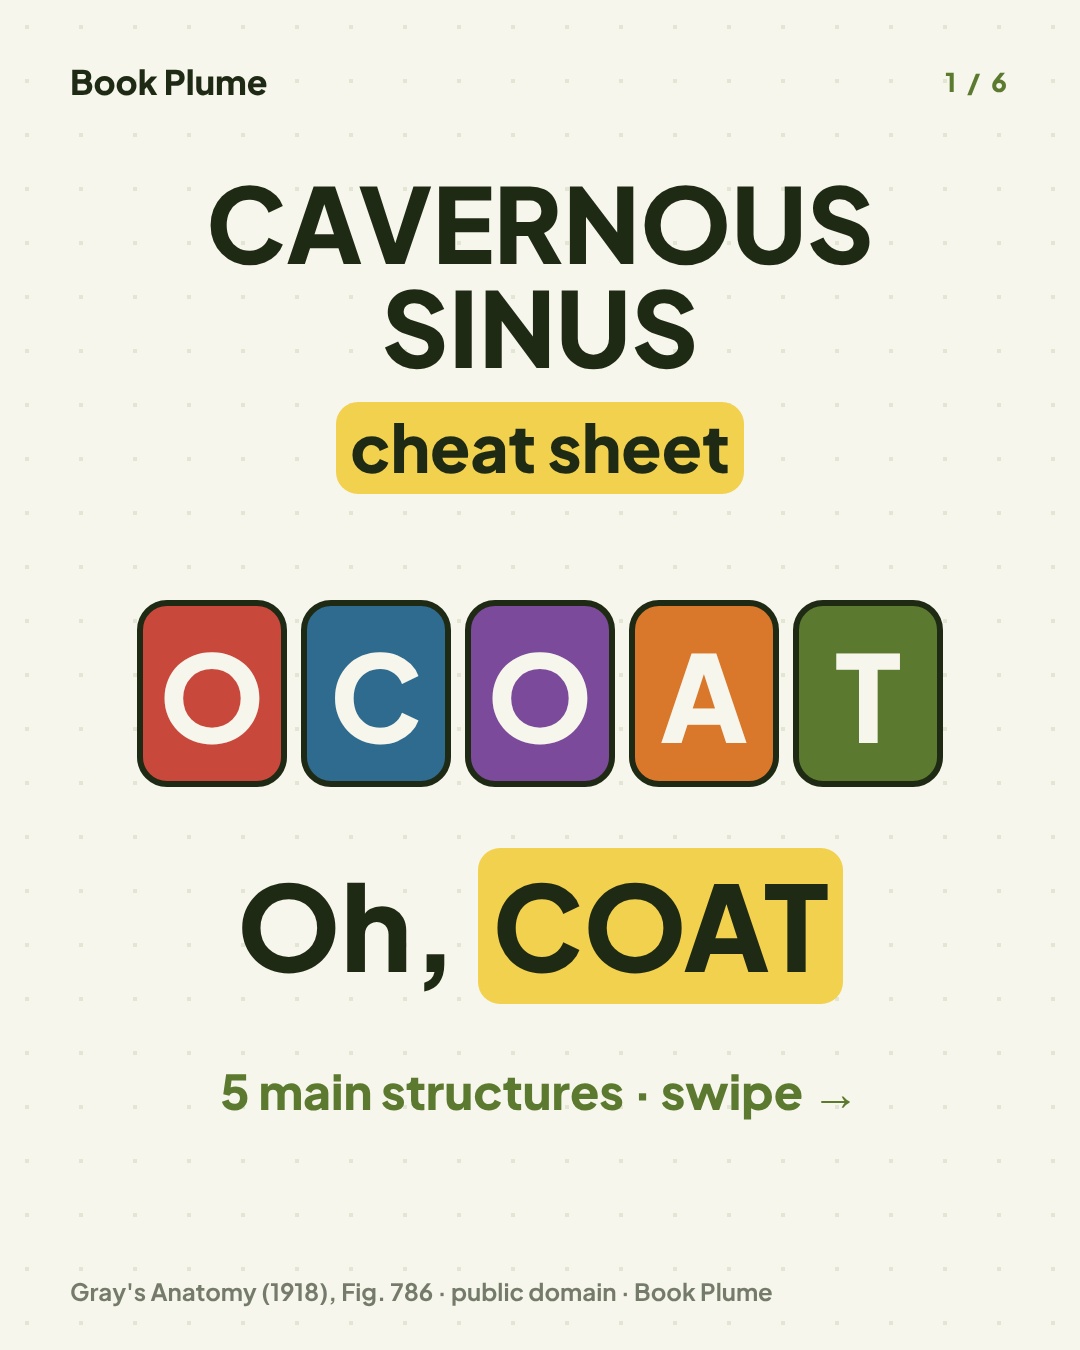 Book Plume
1 / 6
CAVERNOUS
SINUS
cheat sheet
O C O A T
Oh, COAT
5 main structures · swipe →
Gray's Anatomy (1918), Fig. 786 · public domain · Book Plume